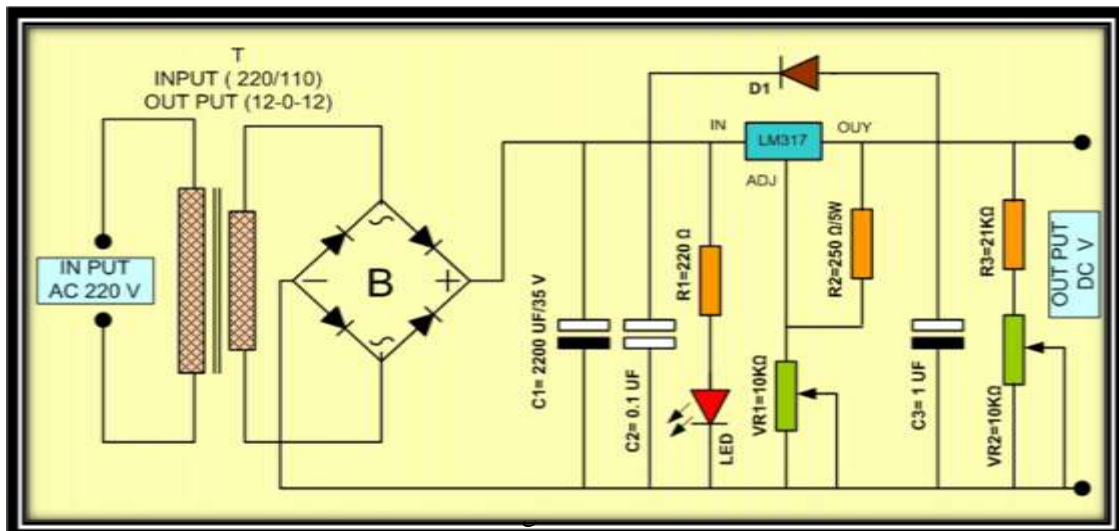 T
INPUT ( 220/110)
OUT PUT (12-0-12)
IN PUT
AC 220 V
B
C1= 2200 UF/35 V
C2= 0.1 UF
R1=220 Ω
LED
D1
IN
LM317
OUY
ADJ
R2=250 Ω/5W
VR1=10KΩ
C3= 1 UF
R3=21KΩ
VR2=10KΩ
OUT PUT
DC V